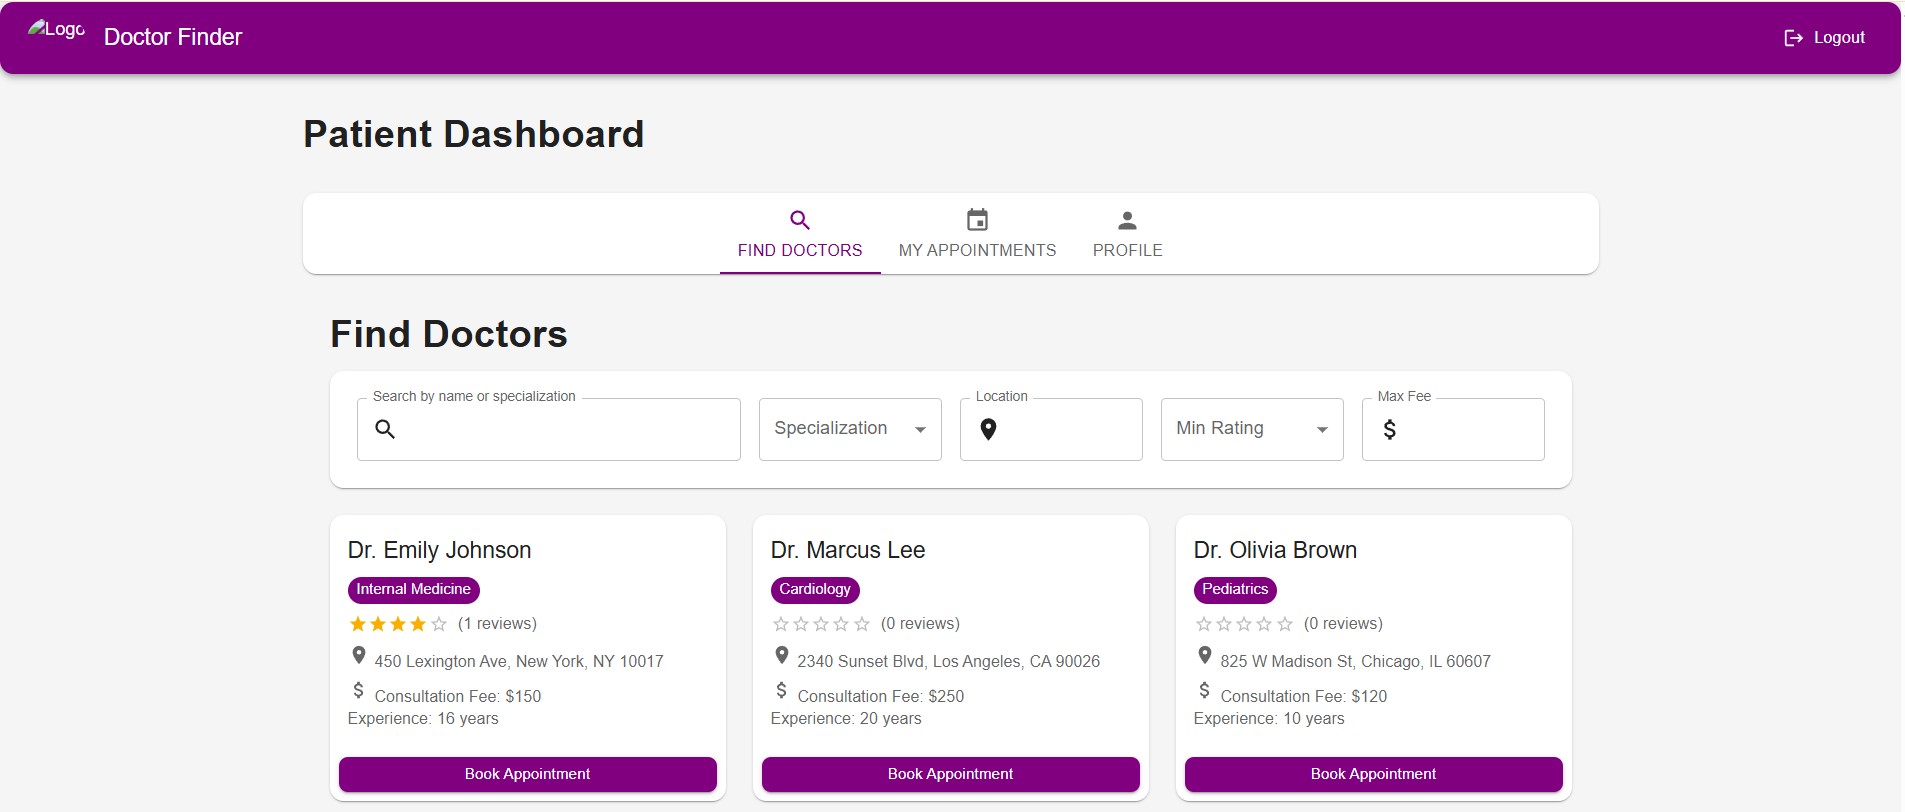 Logo
Doctor Finder
Logout
Patient Dashboard
FIND DOCTORS
MY APPOINTMENTS
PROFILE
Find Doctors
Search by name or specialization
Specialization
Location
Min Rating
Max Fee
$
Dr. Emily Johnson
Internal Medicine
(1 reviews)
450 Lexington Ave, New York, NY 10017
$ Consultation Fee: $150
Experience: 16 years
Book Appointment
Dr. Marcus Lee
Cardiology
(0 reviews)
2340 Sunset Blvd, Los Angeles, CA 90026
$ Consultation Fee: $250
Experience: 20 years
Book Appointment
Dr. Olivia Brown
Pediatrics
(0 reviews)
825 W Madison St, Chicago, IL 60607
$ Consultation Fee: $120
Experience: 10 years
Book Appointment